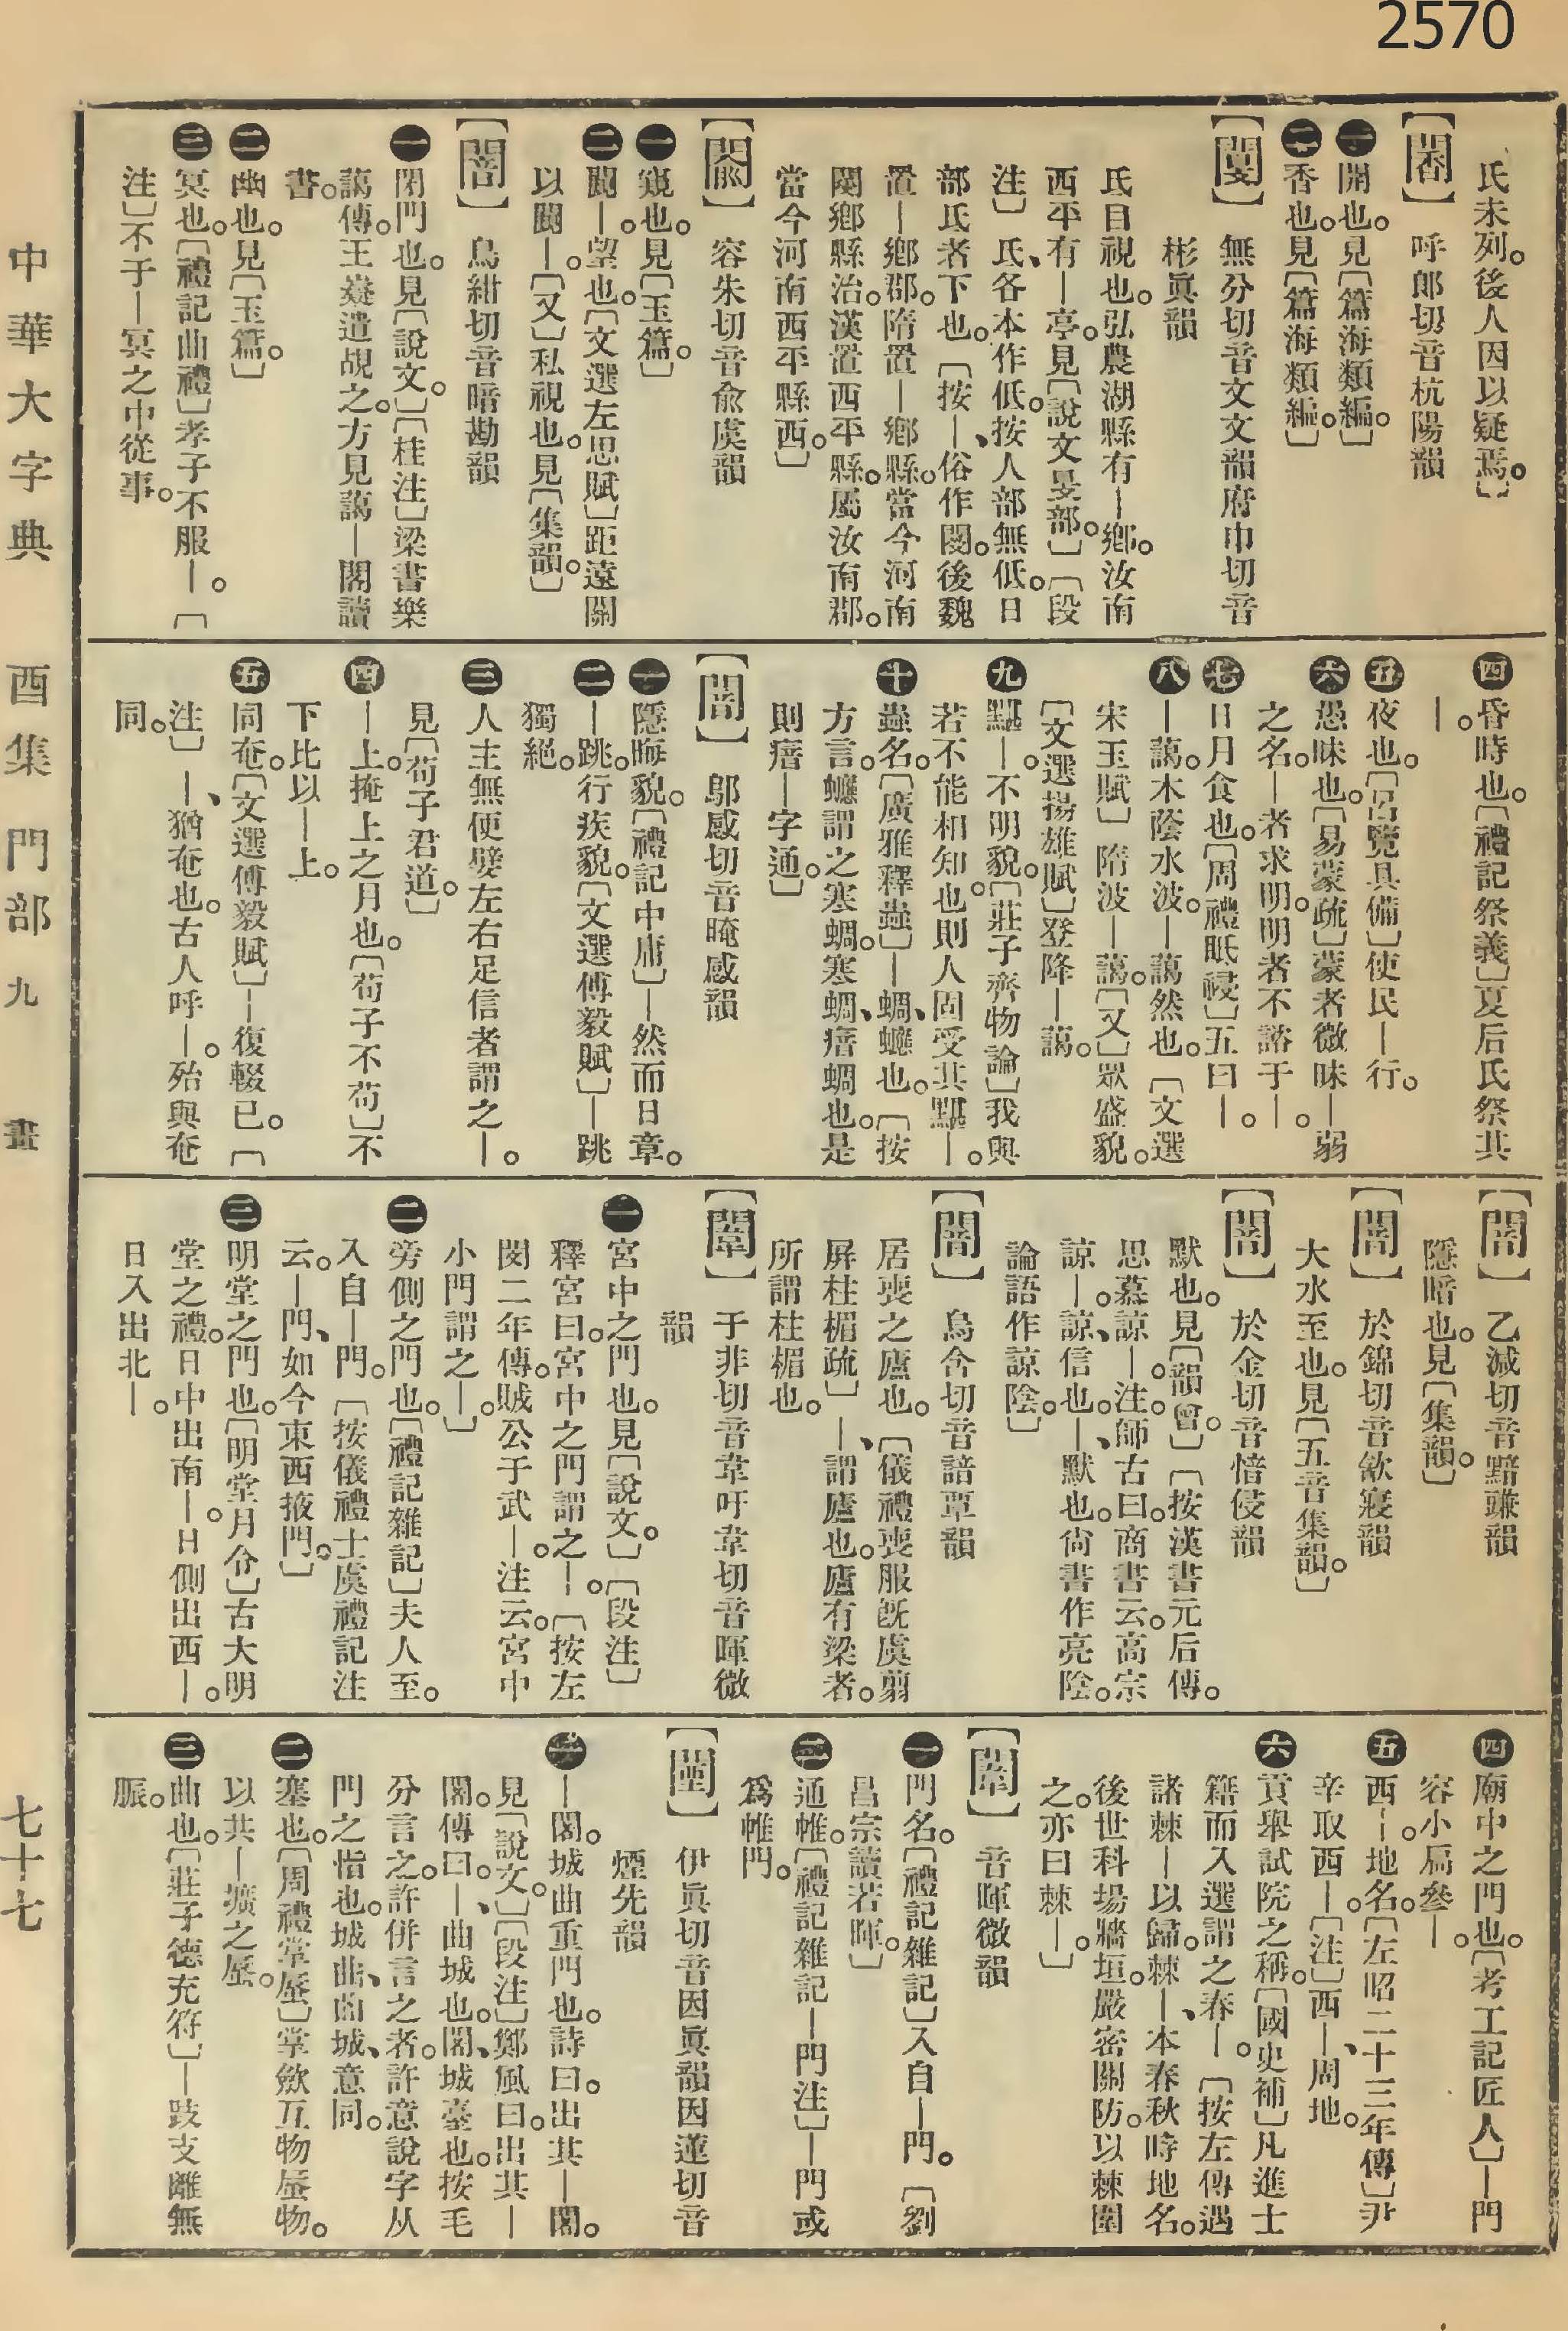 2570
氏未列。後人因以疑焉。〕
【𨵵】 呼郎切音杭陽韻
㊀開也。見〔篇海類編。〕
㊁香也。見〔篇海類編。〕
【閿】 無分切音文文韻府巾切音
彬眞韻
氏目視也。弘農湖縣有—鄉。汝南
西平有—亭。見〔說文𥄎部。〕〔段
注〕氏、各本作低。按人部無低。日
部氏者下也。〔按—、俗作閺。後魏
置—鄉郡。隋置—鄉縣。當今河南
閿鄉縣治。漢置西平縣。屬汝南郡。
當今河南西平縣西。〕
【闟】 容朱切音兪虞韻
㊀窺也。見〔玉篇。〕
㊁闚—。望也。〔文選左思賦〕距遠關
以闚—。〔又〕私視也。見〔集韻。〕
【闇】 烏紺切音暗勘韻
㊀閉門也。見〔說文。〕〔桂注〕梁書樂
藹傳。王嶷遣覘之。方見藹—閣讀
書。
㊁幽也。見〔玉篇。〕
㊂冥也。〔禮記曲禮〕孝子不服—。〔
注〕不于—冥之中從事。
㊃昏時也。〔禮記祭義〕夏后氏祭其
—。
㊄夜也。〔呂覽具備〕使民—行。
㊅愚昧也。〔易蒙疏〕蒙者微昧—弱
之名。—者求明。明者不諮于—。
㊆日月食也。〔周禮眡祲〕五曰—。
㊇—藹。木陰水波。—藹然也。〔文選
宋玉賦〕隋波—藹。〔又〕眾盛貌。
〔文選揚雄賦〕登降—藹。
㊈黮—。不明貌。〔莊子齊物論〕我與
若不能相知也。則人固受其黮—。
㊉蟲名。〔廣雅釋蟲〕—蜩、蟪也。〔按
方言。蟪謂之寒蜩。寒蜩、瘖蜩也。是
則瘖—字通。〕
【闇】 鄔感切音晻感韻
㊀隱晦貌。〔禮記中庸〕—然而日章。
㊁—跳。行疾貌。〔文選傅毅賦〕—跳
獨絕。
㊂人主無便嬖左右足信者謂之—。
見〔荀子君道。〕
㊃—上。掩上之月也。〔荀子不苟〕不
下比以—上。
㊄同奄。〔文選傅毅賦〕—復輟已。〔
注〕—、猶奄也。古人呼—。殆與奄
同。
【闇】 乙減切音黯豏韻
隱暗也。見〔集韻。〕
【闇】 於錦切音歆寑韻
大水至也。見〔五音集韻。〕
【闇】 於金切音愔侵韻
默也。見〔韻會。〕〔按漢書元后傳。
思慕諒—。注。師古曰。商書云。高宗
諒—。諒、信也。—、默也。尙書作亮陰。
論語作諒陰。〕
【闇】 烏含切音諳覃韻
居喪之廬也。〔儀禮喪服旣虞翦
屛柱楣疏〕—、謂廬也。廬有梁者。
所謂柱楣也。
【闈】 于非切音韋吁韋切音暉微
韻
㊀宮中之門也。見〔說文。〕〔段注〕
釋宮曰。宮中之門謂之—。〔按左
閔二年傳。賊公于武—。注云。宮中
小門謂之—。〕
㊁旁側之門也。〔禮記雜記〕夫人至。
入自—門。〔按儀禮士虞禮記注
云。—門、如今東西掖門。〕
㊂明堂之門也。〔明堂月令〕古大明
堂之禮。日中出南—。日側出西—。
日入出北—。
㊃廟中之門也。〔考工記匠人〕—門
容小扃參—。
㊄西—。地名。〔左昭二十三年傳〕尹
辛取西—。〔注〕西—、周地。
㊅貢舉試院之稱。〔國史補〕凡進士
籍而入選謂之春—。〔按左傳遇
諸棘—以歸。棘—、本春秋時地名。
後世科場牆垣。嚴密關防。以棘圍
之。亦曰棘—。〕
【闈】 音暉微韻
㊀門名。〔禮記雜記〕入自—門。〔劉
昌宗讀若暉。〕
㊁通帷。〔禮記雜記—門注〕—門或
爲帷門。
【闉】 伊眞切音因眞韻因蓮切音
煙先韻
㊀—闍。城曲重門也。詩曰。出其—闍。
見〔說文。〕〔段注〕鄭風曰。出其—
闍。傳曰。—、曲城也。闍、城臺也。按毛
分言之。許併言之者。許意說字从
門之恉也。城曲、曲城、意同。
㊁塞也。〔周禮掌蜃〕掌斂互物蜃物。
以共—壙之蜃。
㊂曲也。〔莊子德充符〕—跂支離無
脤。
中華大字典 酉集 門部 九 畫 七十七